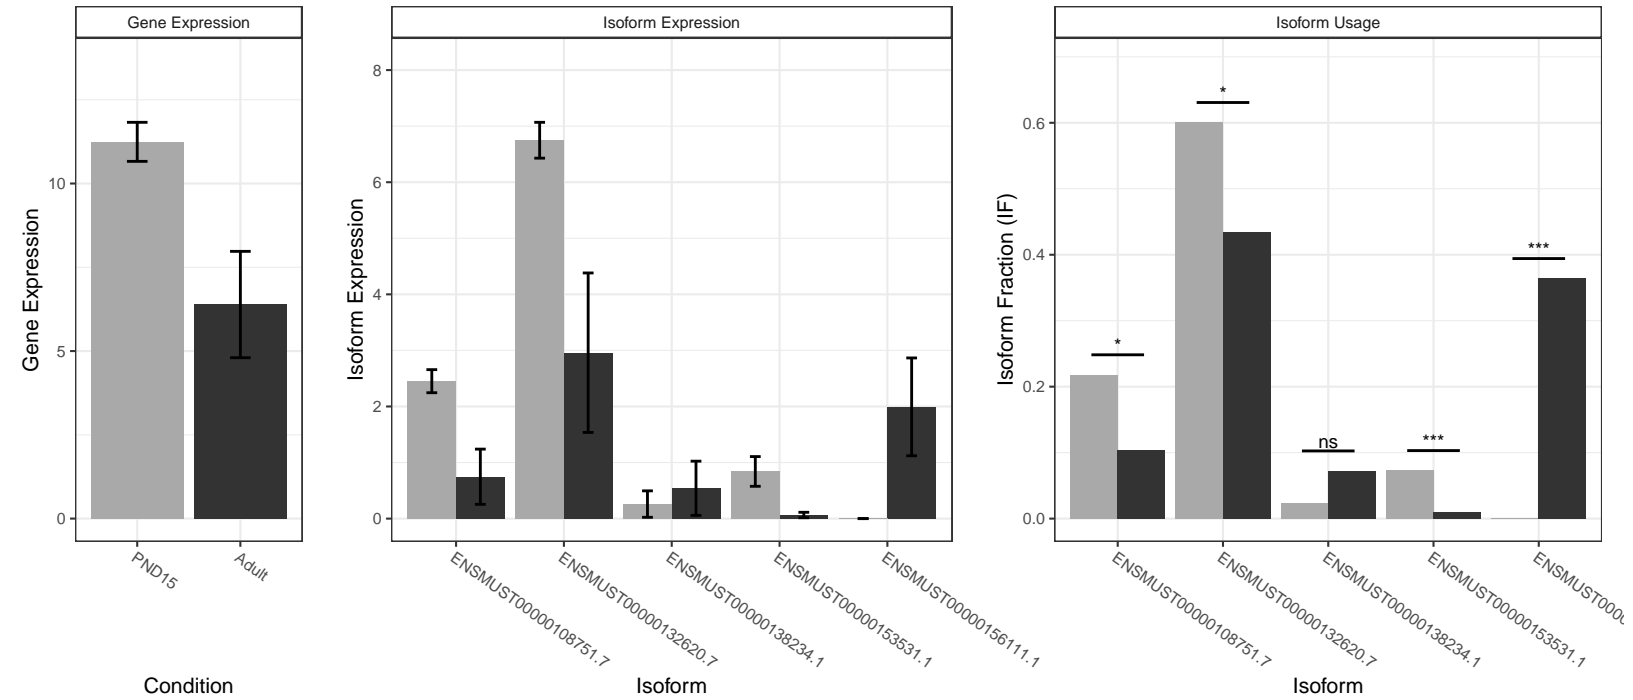 Gene Expression
Isoform Expression
Isoform Usage
Gene Expression
10
5
0
PND15
Adult
Condition
Isoform Expression
8
6
4
2
0
ENSMUST00000108751.7
ENSMUST00000132620.7
ENSMUST00000138234.1
ENSMUST00000153531.1
ENSMUST00000156111.1
Isoform
Isoform Fraction (IF)
0.6
0.4
0.2
0.0
*
*
ns
***
***
ENSMUST00000108751.7
ENSMUST00000132620.7
ENSMUST00000138234.1
ENSMUST00000153531.1
Isoform